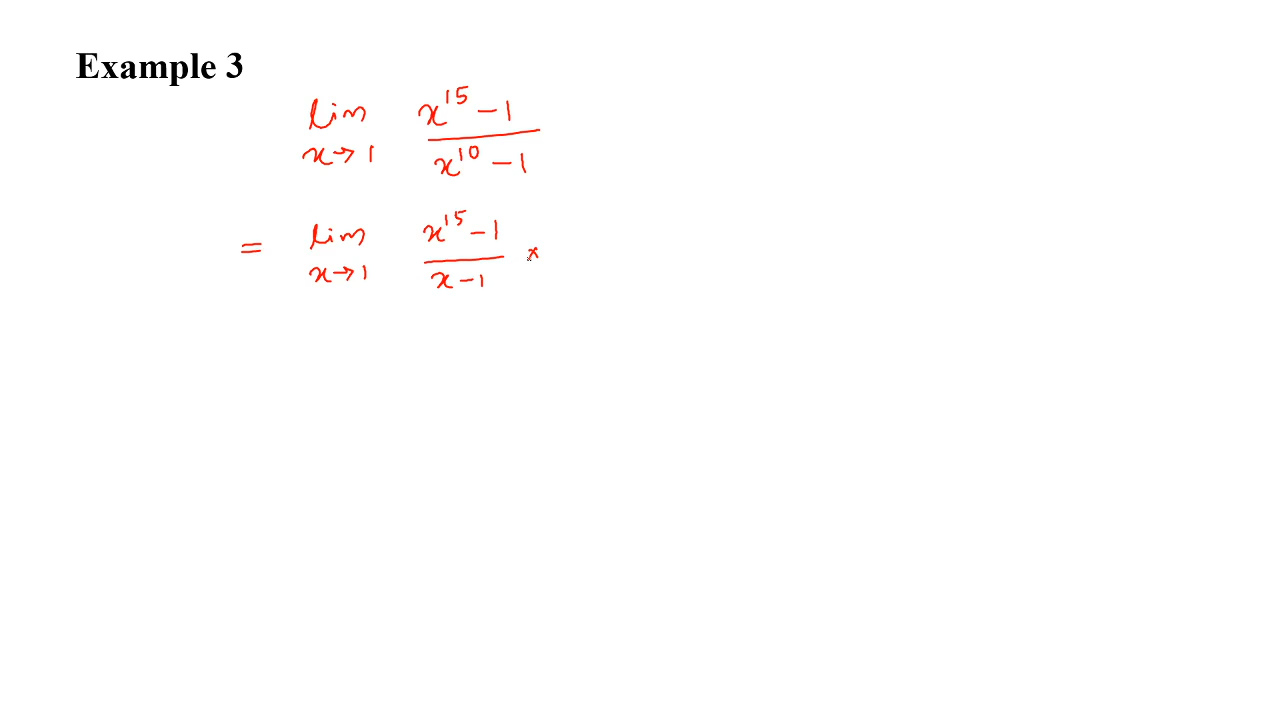 Example 3
lim x^15 - 1
x→1 x^10 - 1
= lim x^15 - 1 *
x→1 x - 1